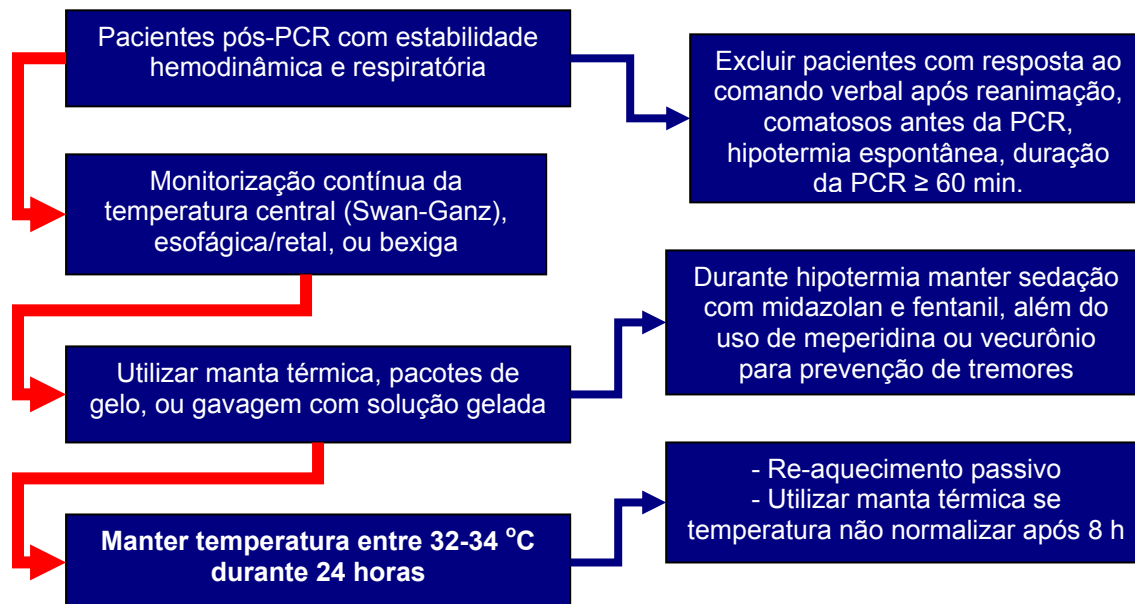 Pacientes pós-PCR com estabilidade
hemodinâmica e respiratória
Excluir pacientes com resposta ao
comando verbal após reanimação,
comatosos antes da PCR,
hipotermia espontânea, duração
da PCR ≥ 60 min.
Monitorização contínua da
temperatura central (Swan-Ganz),
esofágica/retal, ou bexiga
Durante hipotermia manter sedação
com midazolan e fentanil, além do
uso de meperidina ou vecurônio
para prevenção de tremores
Utilizar manta térmica, pacotes de
gelo, ou gavagem com solução gelada
- Re-aquecimento passivo
- Utilizar manta térmica se
temperatura não normalizar após 8 h
Manter temperatura entre 32-34 °C
durante 24 horas